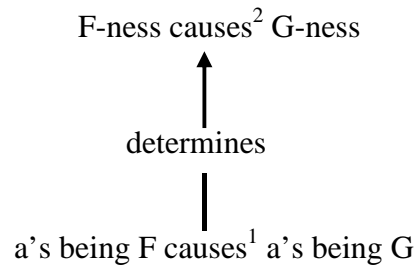 F-ness causes² G-ness
determines
a's being F causes¹ a's being G